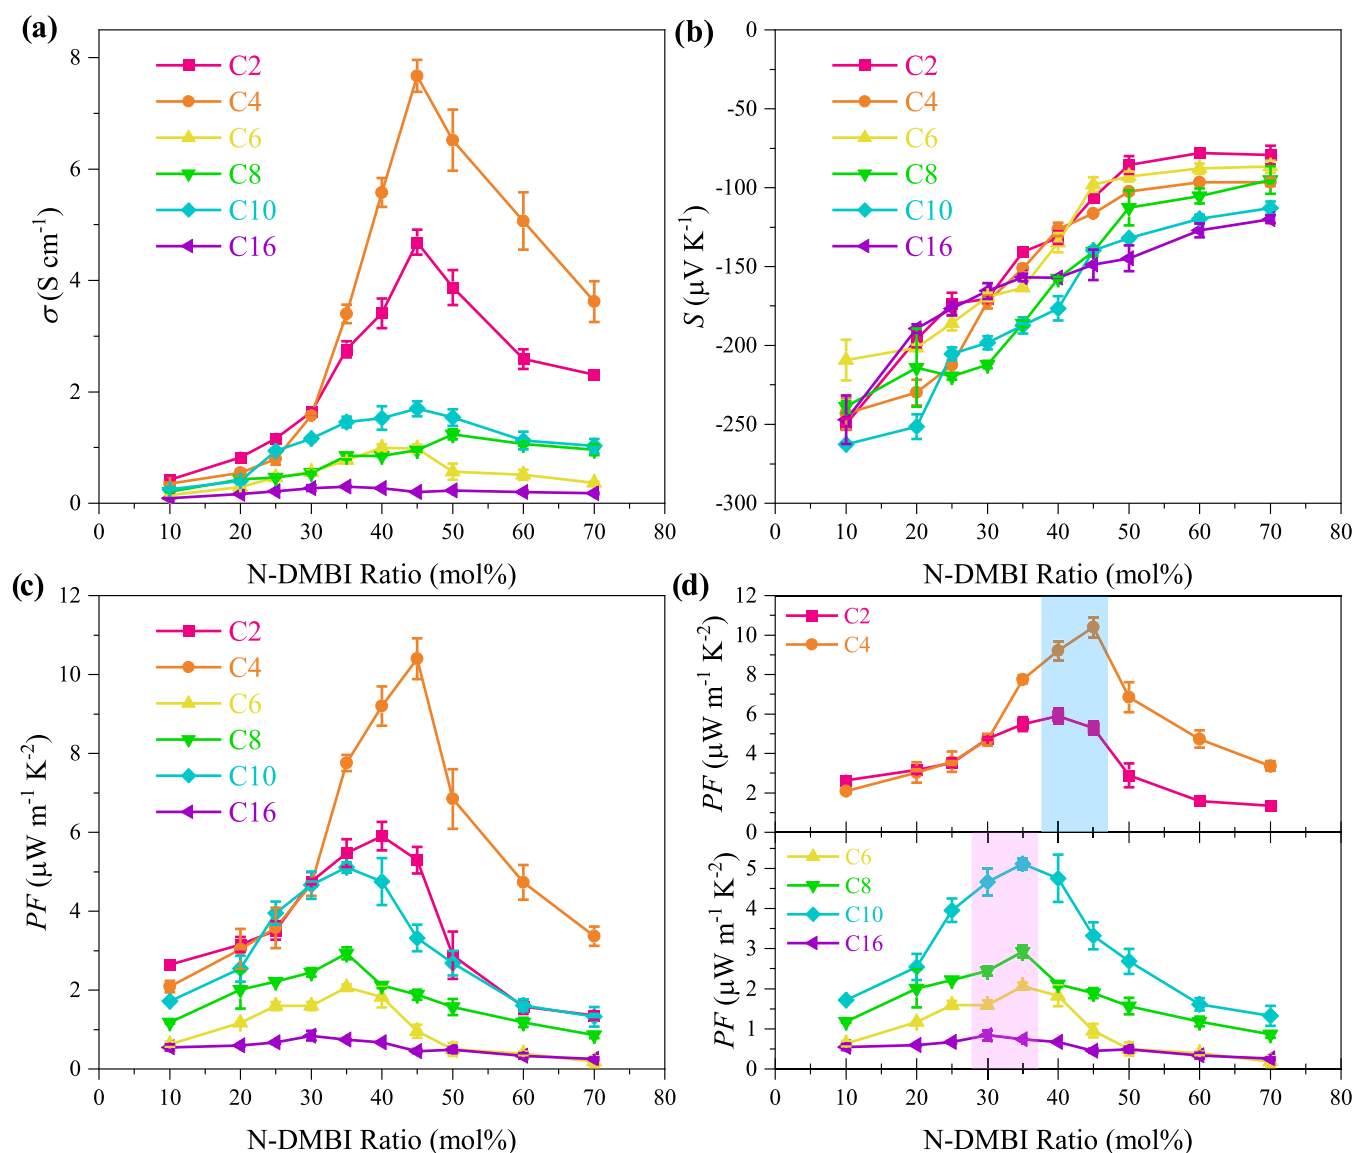 (a)
8
6
4
2
0
σ (S cm⁻¹)
C2
C4
C6
C8
C10
C16
0 10 20 30 40 50 60 70 80
N-DMBI Ratio (mol%)
(b)
0
-50
-100
-150
-200
-250
-300
S (μV K⁻¹)
C2
C4
C6
C8
C10
C16
0 10 20 30 40 50 60 70 80
N-DMBI Ratio (mol%)
(c)
12
10
8
6
4
2
0
PF (μW m⁻¹ K⁻²)
C2
C4
C6
C8
C10
C16
0 10 20 30 40 50 60 70 80
N-DMBI Ratio (mol%)
(d)
12
10
8
6
4
2
0
PF (μW m⁻¹ K⁻²)
C2
C4
5
4
3
2
1
0
PF (μW m⁻¹ K⁻²)
C6
C8
C10
C16
0 10 20 30 40 50 60 70 80
N-DMBI Ratio (mol%)